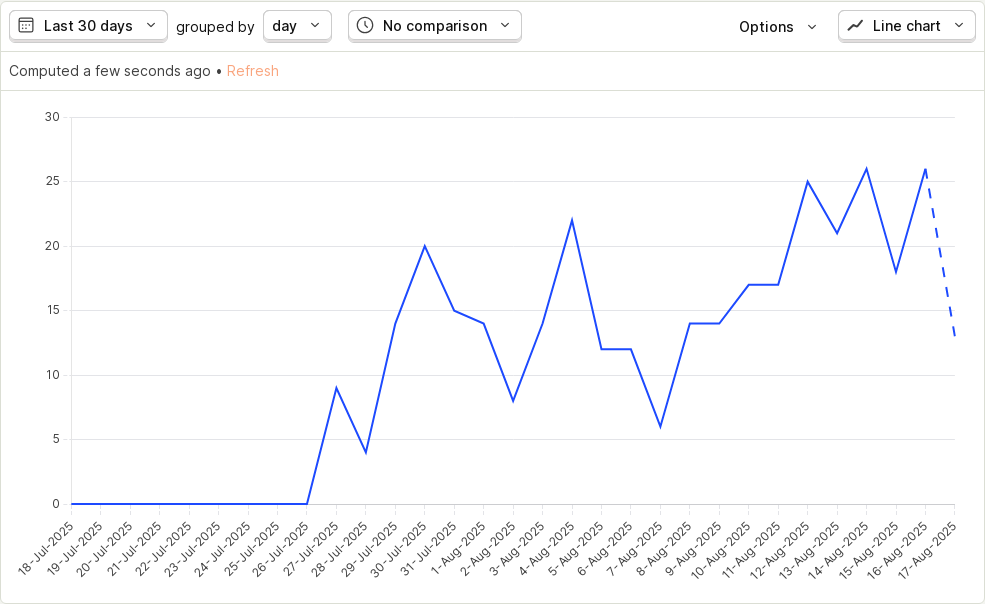 Last 30 days grouped by day No comparison Options Line chart
Computed a few seconds ago • Refresh
30
25
20
15
10
5
0
18-Jul-2025
19-Jul-2025
20-Jul-2025
21-Jul-2025
22-Jul-2025
23-Jul-2025
24-Jul-2025
25-Jul-2025
26-Jul-2025
27-Jul-2025
28-Jul-2025
29-Jul-2025
30-Jul-2025
31-Jul-2025
1-Aug-2025
2-Aug-2025
3-Aug-2025
4-Aug-2025
5-Aug-2025
6-Aug-2025
7-Aug-2025
8-Aug-2025
9-Aug-2025
10-Aug-2025
11-Aug-2025
12-Aug-2025
13-Aug-2025
14-Aug-2025
15-Aug-2025
16-Aug-2025
17-Aug-2025